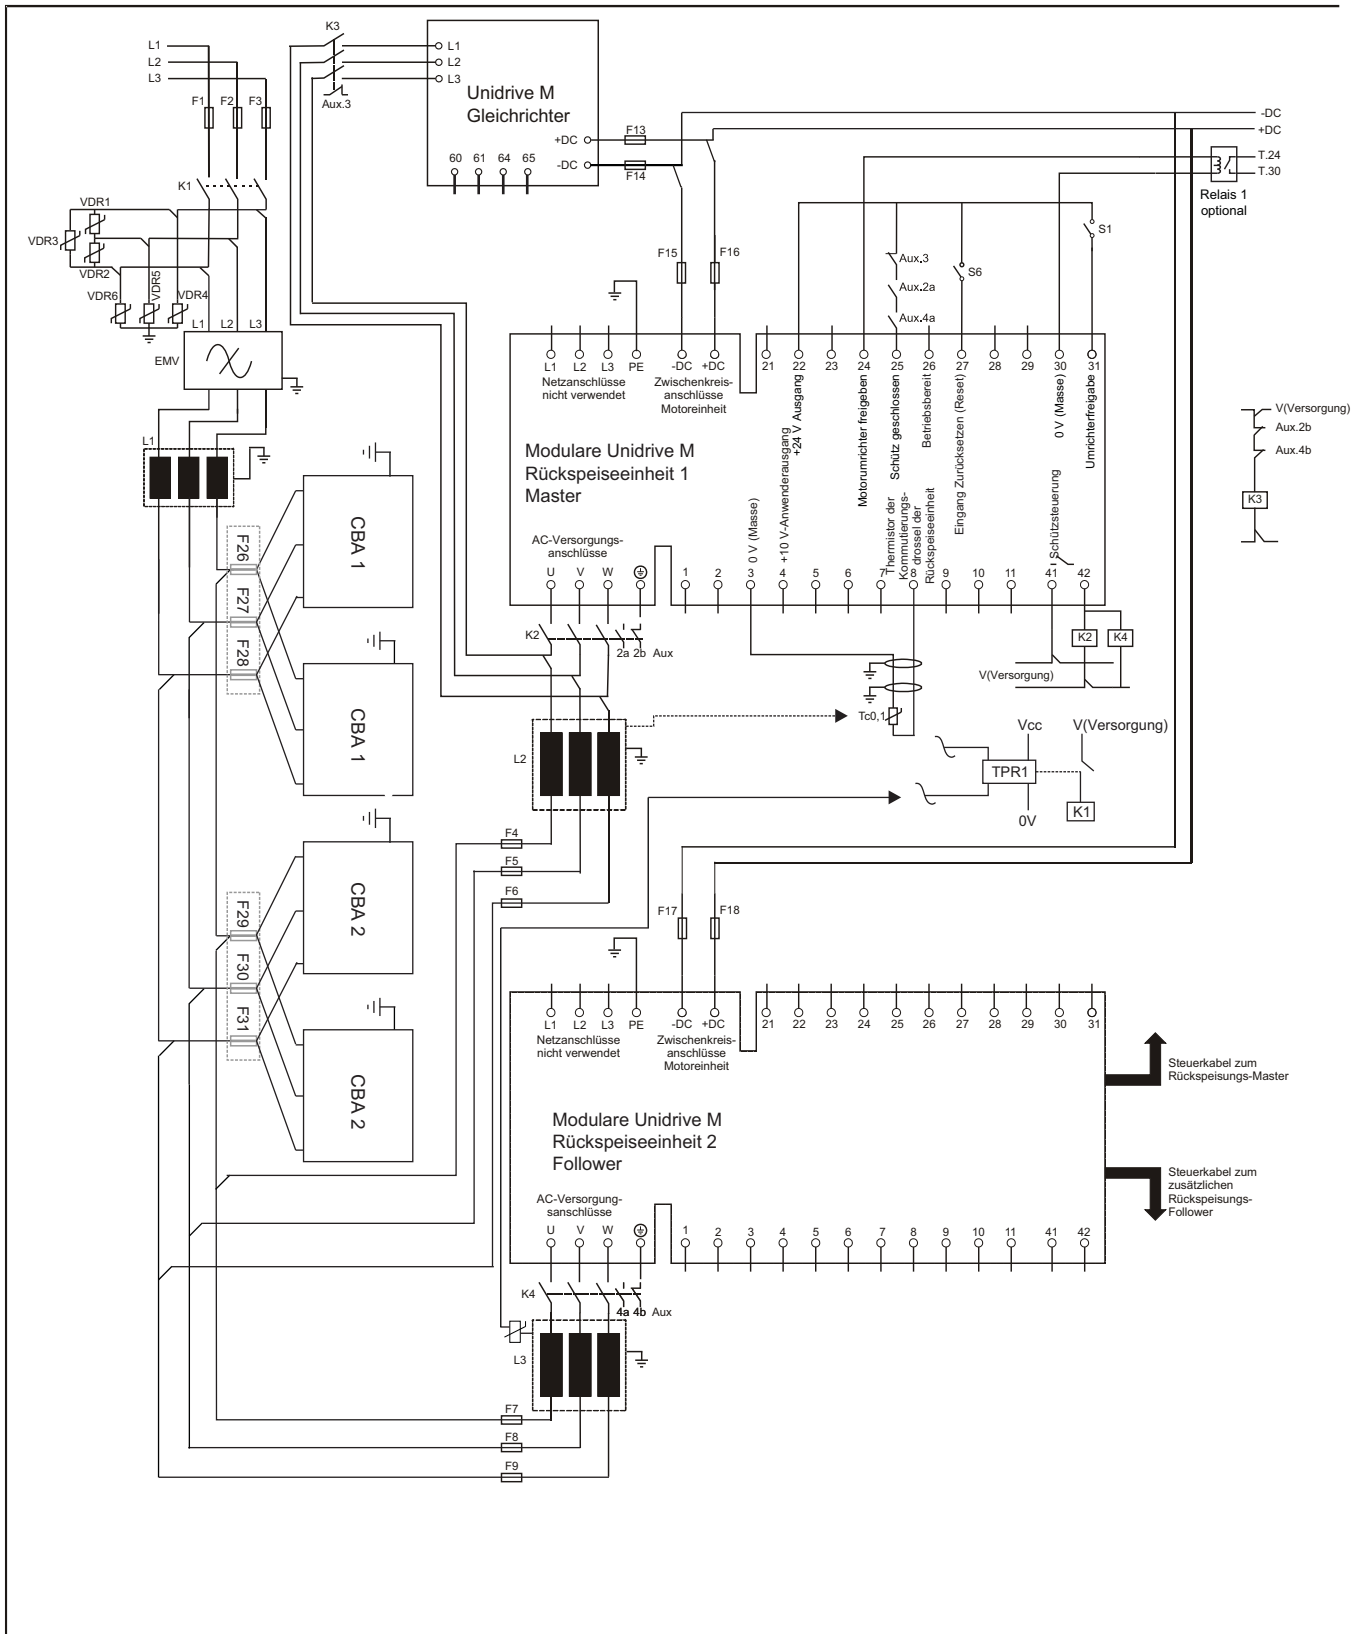 L1
L2
L3
F1 F2 F3
K1
VDR1
VDR3
VDR2
VDR6
VDR5
VDR4
L1 L2 L3
EMV
L1
K3
Aux.3
L1
L2
L3
Unidrive M
Gleichrichter
+DC
-DC
60 61 64 65
F13
F14
F15 F16
-DC
+DC
T.24
T.30
Relais 1
optional
S1
Aux.3
Aux.2a
Aux.4a
S6
L1 L2 L3 PE -DC +DC
Netzanschlüsse
nicht verwendet
Zwischenkreis-
anschlüsse
Motoreinheit
21 22 23 24 25 26 27 28 29 30 31
+24 V Ausgang
Motorumrichter freigeben
Schütz geschlossen
Betriebsbereit
Eingang Zurücksetzen (Reset)
0 V (Masse)
Umrichterfreigabe
Modulare Unidrive M
Rückspeiseeinheit 1
Master
0 V (Masse)
+10 V-Anwenderausgang
Thermistor der
Kommutierungs-
drossel der
Rückspeiseeinheit
Schützsteuerung
AC-Versorgungs-
anschlüsse
U V W
1 2 3 4 5 6 7 8 9 10 11 41 42
V(Versorgung)
Aux.2b
Aux.4b
K3
K2
2a 2b Aux
K2 K4
V(Versorgung)
Tc0,1
L2
Vcc
V(Versorgung)
TPR1
0V
K1
F26
F27
F28
CBA 1
CBA 1
F29
F30
F31
CBA 2
CBA 2
F4
F5
F6
F17 F18
L1 L2 L3 PE -DC +DC
Netzanschlüsse
nicht verwendet
Zwischenkreis-
anschlüsse
Motoreinheit
21 22 23 24 25 26 27 28 29 30 31
Modulare Unidrive M
Rückspeiseeinheit 2
Follower
Steuerkabel zum
Rückspeisungs-Master
Steuerkabel zum
zusätzlichen
Rückspeisungs-
Follower
AC-Versorgung-
sanschlüsse
U V W
1 2 3 4 5 6 7 8 9 10 11 41 42
K4
4a 4b Aux
L3
F7
F8
F9